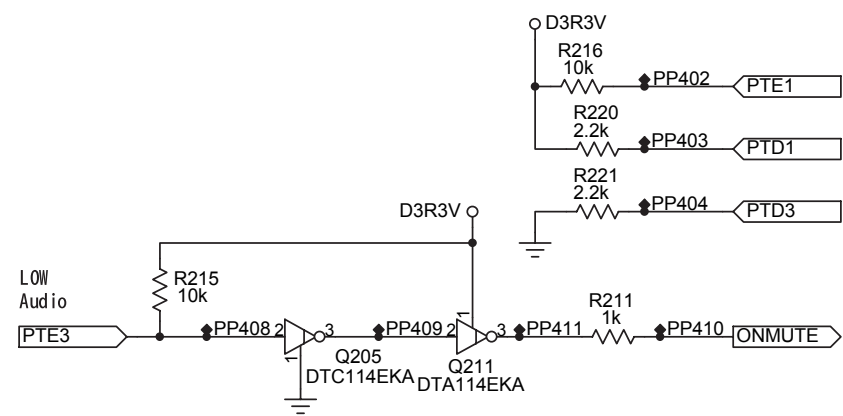 D3R3V
R216
10k
PP402
PTE1
R220
2.2k
PP403
PTD1
R221
2.2k
PP404
PTD3
D3R3V
LOW
Audio
R215
10k
PTE3
PP408
2
3
1
Q205
DTC114EKA
PP409
2
1
3
Q211
DTA114EKA
PP411
R211
1k
PP410
ONMUTE